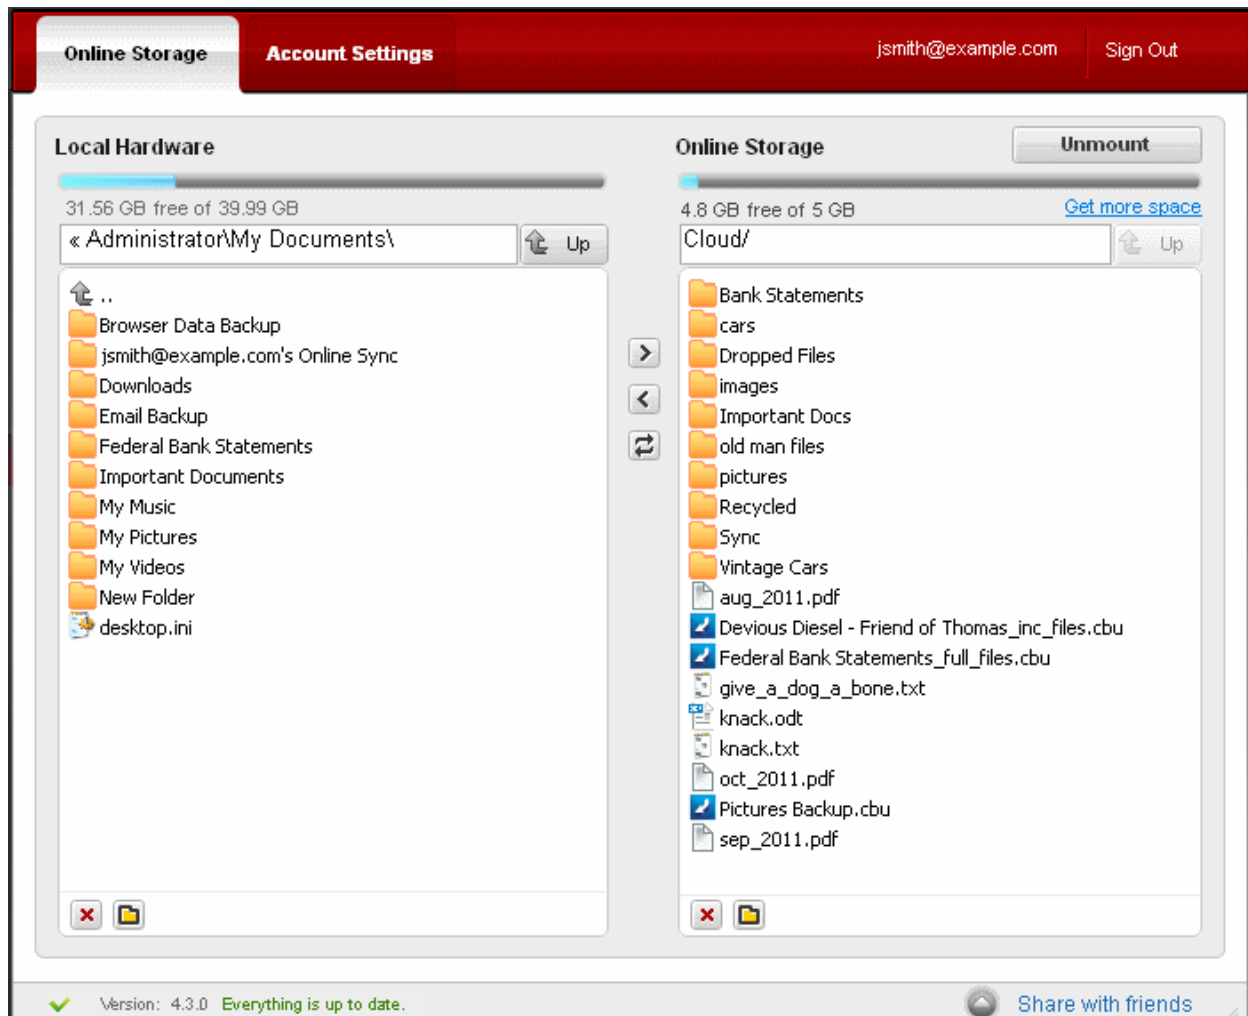 Online Storage
Account Settings
jsmith@example.com
Sign Out
Local Hardware
31.56 GB free of 39.99 GB
« Administrator\My Documents\
Up
..
Browser Data Backup
jsmith@example.com's Online Sync
Downloads
Email Backup
Federal Bank Statements
Important Documents
My Music
My Pictures
My Videos
New Folder
desktop.ini
Online Storage
Unmount
4.8 GB free of 5 GB
Get more space
Cloud/
Up
Bank Statements
cars
Dropped Files
images
Important Docs
old man files
pictures
Recycled
Sync
Vintage Cars
aug_2011.pdf
Devious Diesel - Friend of Thomas_inc_files.cbu
Federal Bank Statements_full_files.cbu
give_a_dog_a_bone.txt
knack.odt
knack.txt
oct_2011.pdf
Pictures Backup.cbu
sep_2011.pdf
Version: 4.3.0 Everything is up to date.
Share with friends